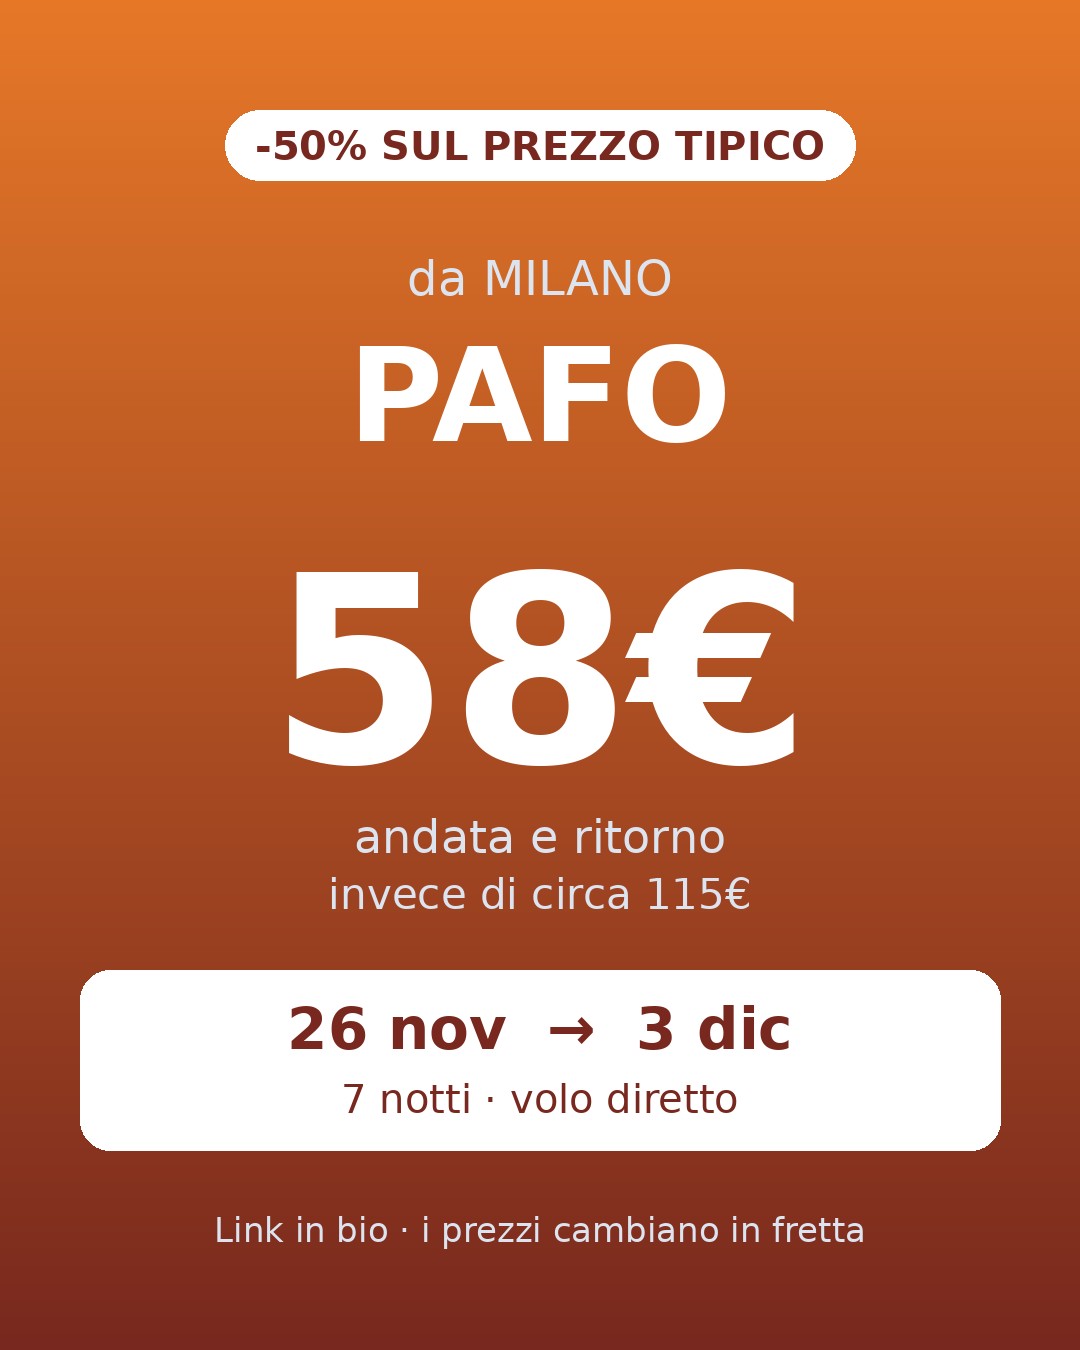 -50% SUL PREZZO TIPICO
da MILANO
PAFO
58€
andata e ritorno
invece di circa 115€
26 nov → 3 dic
7 notti · volo diretto
Link in bio · i prezzi cambiano in fretta